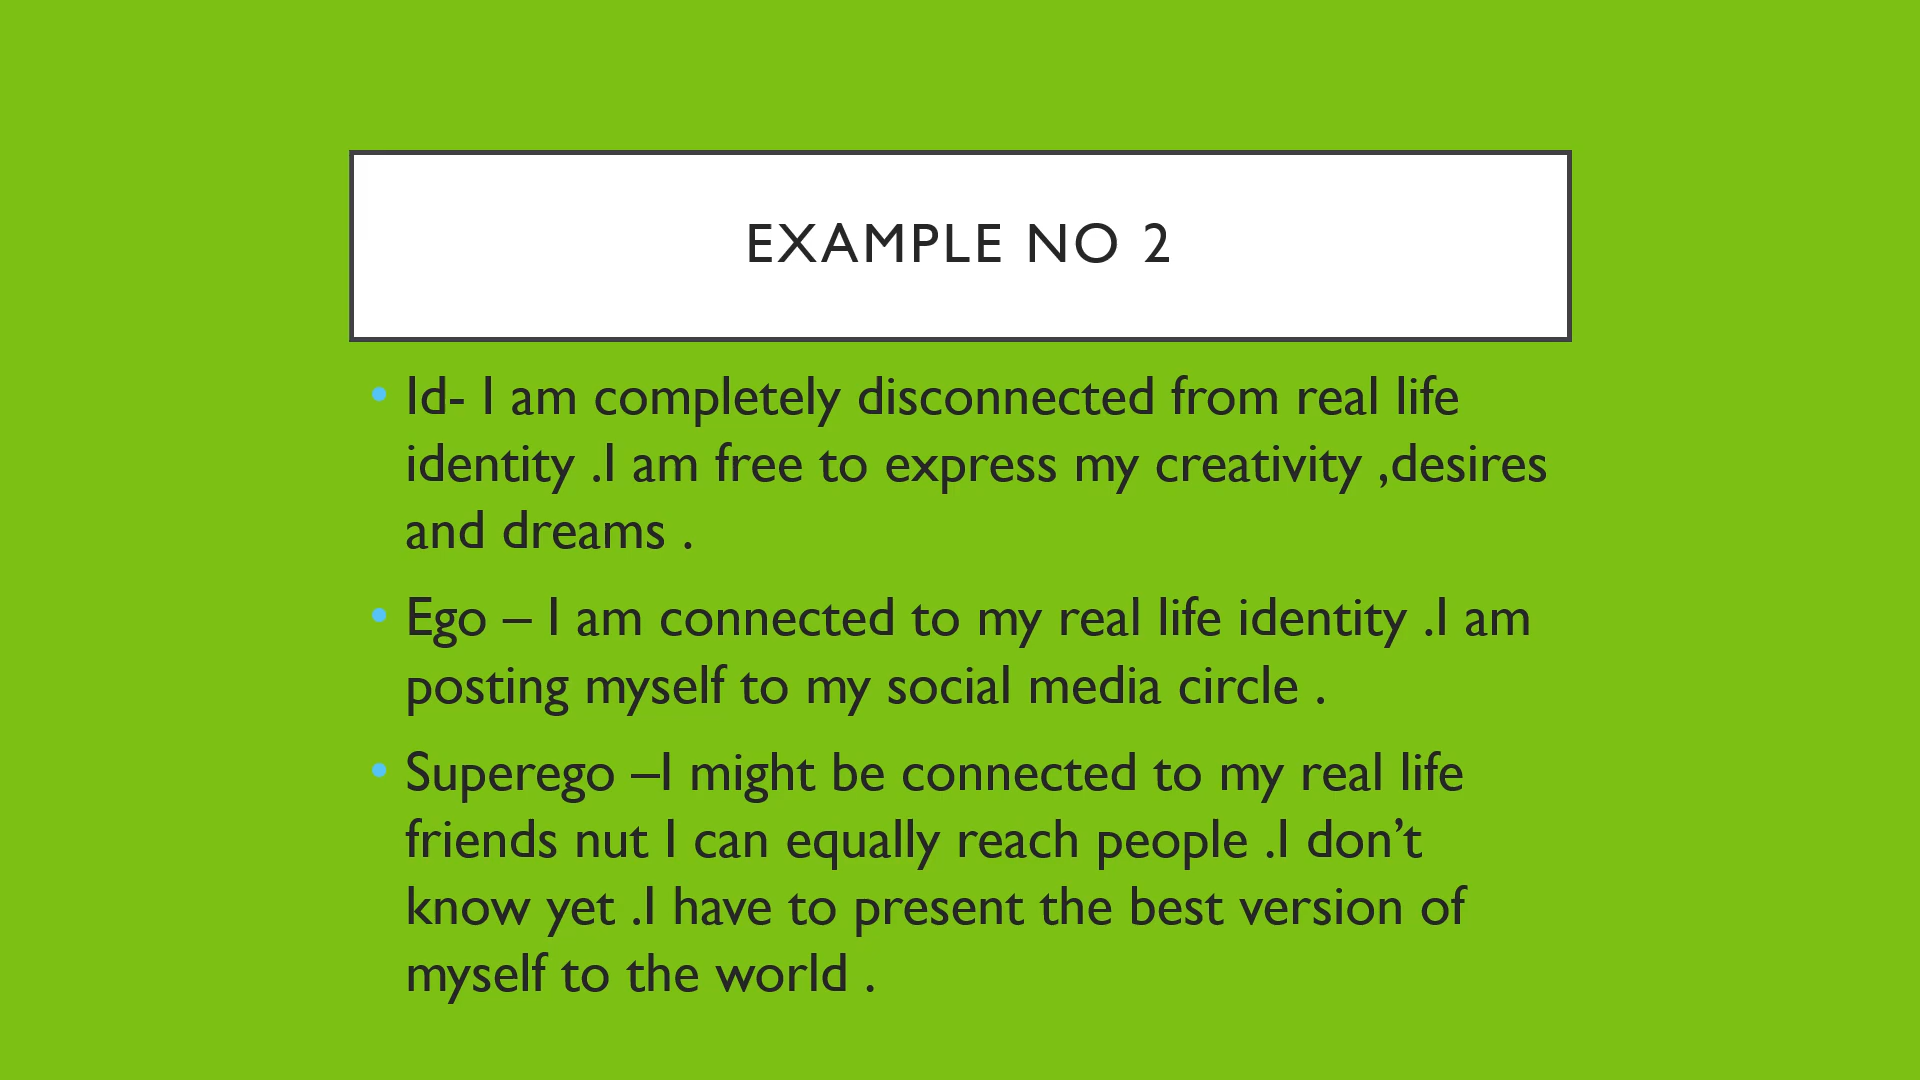 EXAMPLE NO 2
Id- I am completely disconnected from real life
identity .I am free to express my creativity ,desires
and dreams .
Ego – I am connected to my real life identity .I am
posting myself to my social media circle .
Superego –I might be connected to my real life
friends nut I can equally reach people .I don’t
know yet .I have to present the best version of
myself to the world .